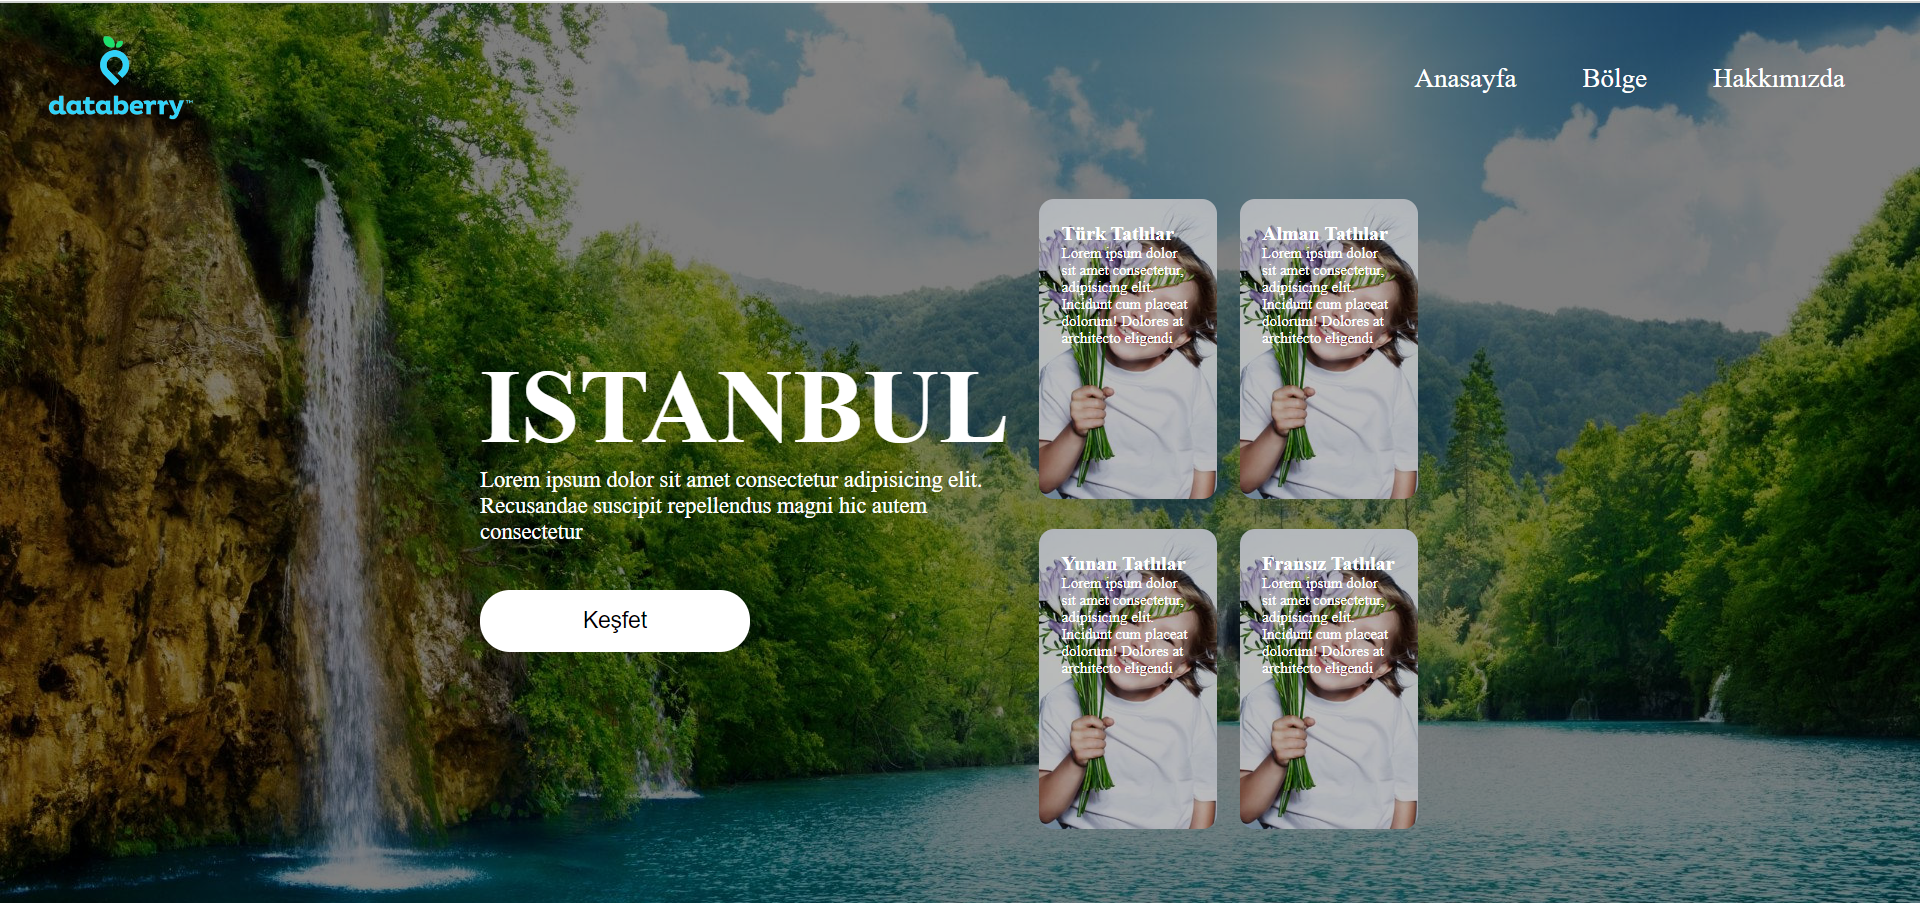 databerry™
Anasayfa Bölge Hakkımızda
ISTANBUL
Lorem ipsum dolor sit amet consectetur adipisicing elit.
Recusandae suscipit repellendus magni hic autem
consectetur
Keşfet
Türk Tatlılar
Lorem ipsum dolor
sit amet consectetur,
adipisicing elit.
Incidunt cum placeat
dolorum! Dolores at
architecto eligendi
Alman Tatlılar
Lorem ipsum dolor
sit amet consectetur,
adipisicing elit.
Incidunt cum placeat
dolorum! Dolores at
architecto eligendi
Yunan Tatlılar
Lorem ipsum dolor
sit amet consectetur,
adipisicing elit.
Incidunt cum placeat
dolorum! Dolores at
architecto eligendi
Fransız Tatlılar
Lorem ipsum dolor
sit amet consectetur,
adipisicing elit.
Incidunt cum placeat
dolorum! Dolores at
architecto eligendi